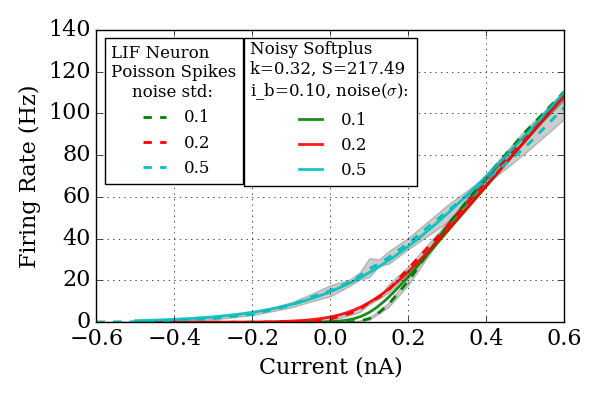 140
120
100
80
60
40
20
0
Firing Rate (Hz)
LIF Neuron
Poisson Spikes
noise std:
0.1
0.2
0.5
Noisy Softplus
k=0.32, S=217.49
i_b=0.10, noise(σ):
0.1
0.2
0.5
−0.6 −0.4 −0.2 0.0 0.2 0.4 0.6
Current (nA)